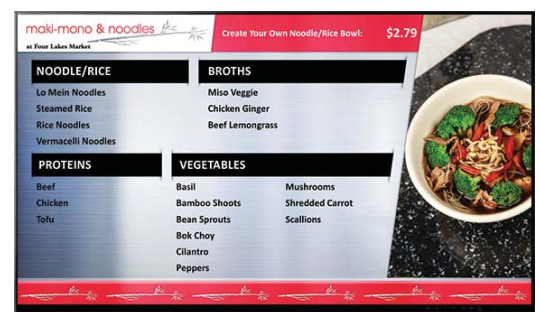 maki-mono & noodles
at Four Lakes Market
Create Your Own Noodle/Rice Bowl: $2.79
NOODLE/RICE
Lo Mein Noodles
Steamed Rice
Rice Noodles
Vermacelli Noodles
BROTHS
Miso Veggie
Chicken Ginger
Beef Lemongrass
PROTEINS
Beef
Chicken
Tofu
VEGETABLES
Basil
Bamboo Shoots
Bean Sprouts
Bok Choy
Cilantro
Peppers
Mushrooms
Shredded Carrot
Scallions